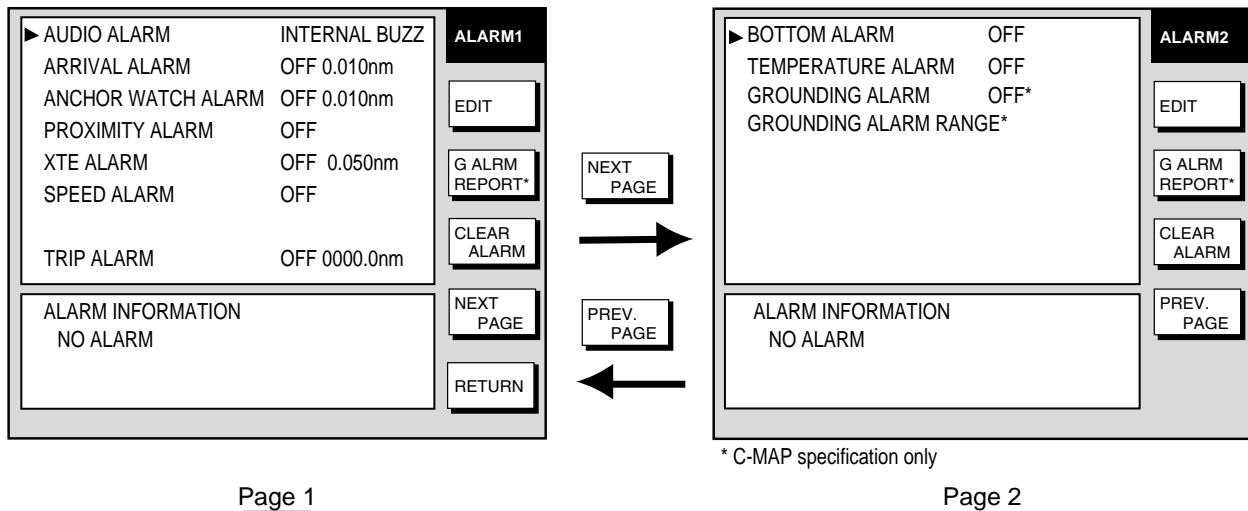 ▶ AUDIO ALARM INTERNAL BUZZ
ARRIVAL ALARM OFF 0.010nm
ANCHOR WATCH ALARM OFF 0.010nm
PROXIMITY ALARM OFF
XTE ALARM OFF 0.050nm
SPEED ALARM OFF
TRIP ALARM OFF 0000.0nm
ALARM INFORMATION
NO ALARM
ALARM1
EDIT
G ALRM
REPORT*
CLEAR
ALARM
NEXT
PAGE
RETURN
NEXT
PAGE
PREV.
PAGE
▶ BOTTOM ALARM OFF
TEMPERATURE ALARM OFF
GROUNDING ALARM OFF*
GROUNDING ALARM RANGE*
ALARM INFORMATION
NO ALARM
ALARM2
EDIT
G ALRM
REPORT*
CLEAR
ALARM
PREV.
PAGE
* C-MAP specification only
Page 1
Page 2